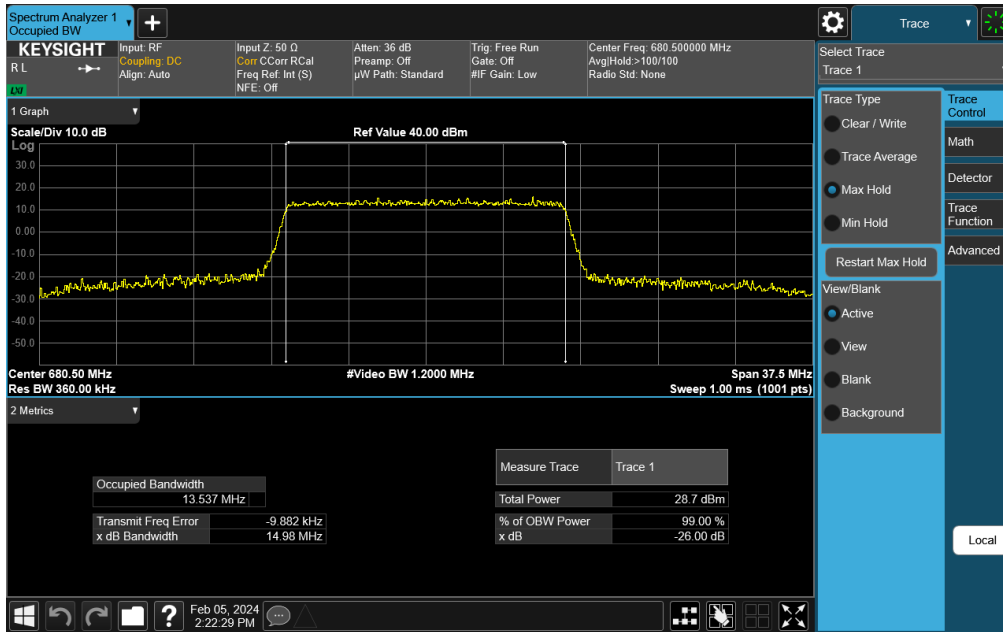 Spectrum Analyzer 1
Occupied BW
Trace
KEYSIGHT
R L
LXI
Input: RF
Coupling: DC
Align: Auto
Input Z: 50 Ω
Corr CCorr RCal
Freq Ref: Int (S)
NFE: Off
Atten: 36 dB
Preamp: Off
µW Path: Standard
Trig: Free Run
Gate: Off
#IF Gain: Low
Center Freq: 680.500000 MHz
Avg|Hold:>100/100
Radio Std: None
Select Trace
Trace 1
1 Graph
Scale/Div 10.0 dB
Ref Value 40.00 dBm
Log
30.0
20.0
10.0
0.00
-10.0
-20.0
-30.0
-40.0
-50.0
Center 680.50 MHz
#Video BW 1.2000 MHz
Span 37.5 MHz
Res BW 360.00 kHz
Sweep 1.00 ms (1001 pts)
2 Metrics
Measure Trace Trace 1
Occupied Bandwidth
13.537 MHz
Total Power 28.7 dBm
Transmit Freq Error -9.882 kHz
% of OBW Power 99.00 %
x dB Bandwidth 14.98 MHz
x dB -26.00 dB
Trace Type
Clear / Write
Trace Average
Max Hold
Min Hold
Restart Max Hold
View/Blank
Active
View
Blank
Background
Trace
Control
Math
Detector
Trace
Function
Advanced
Local
?
Feb 05, 2024
2:22:29 PM